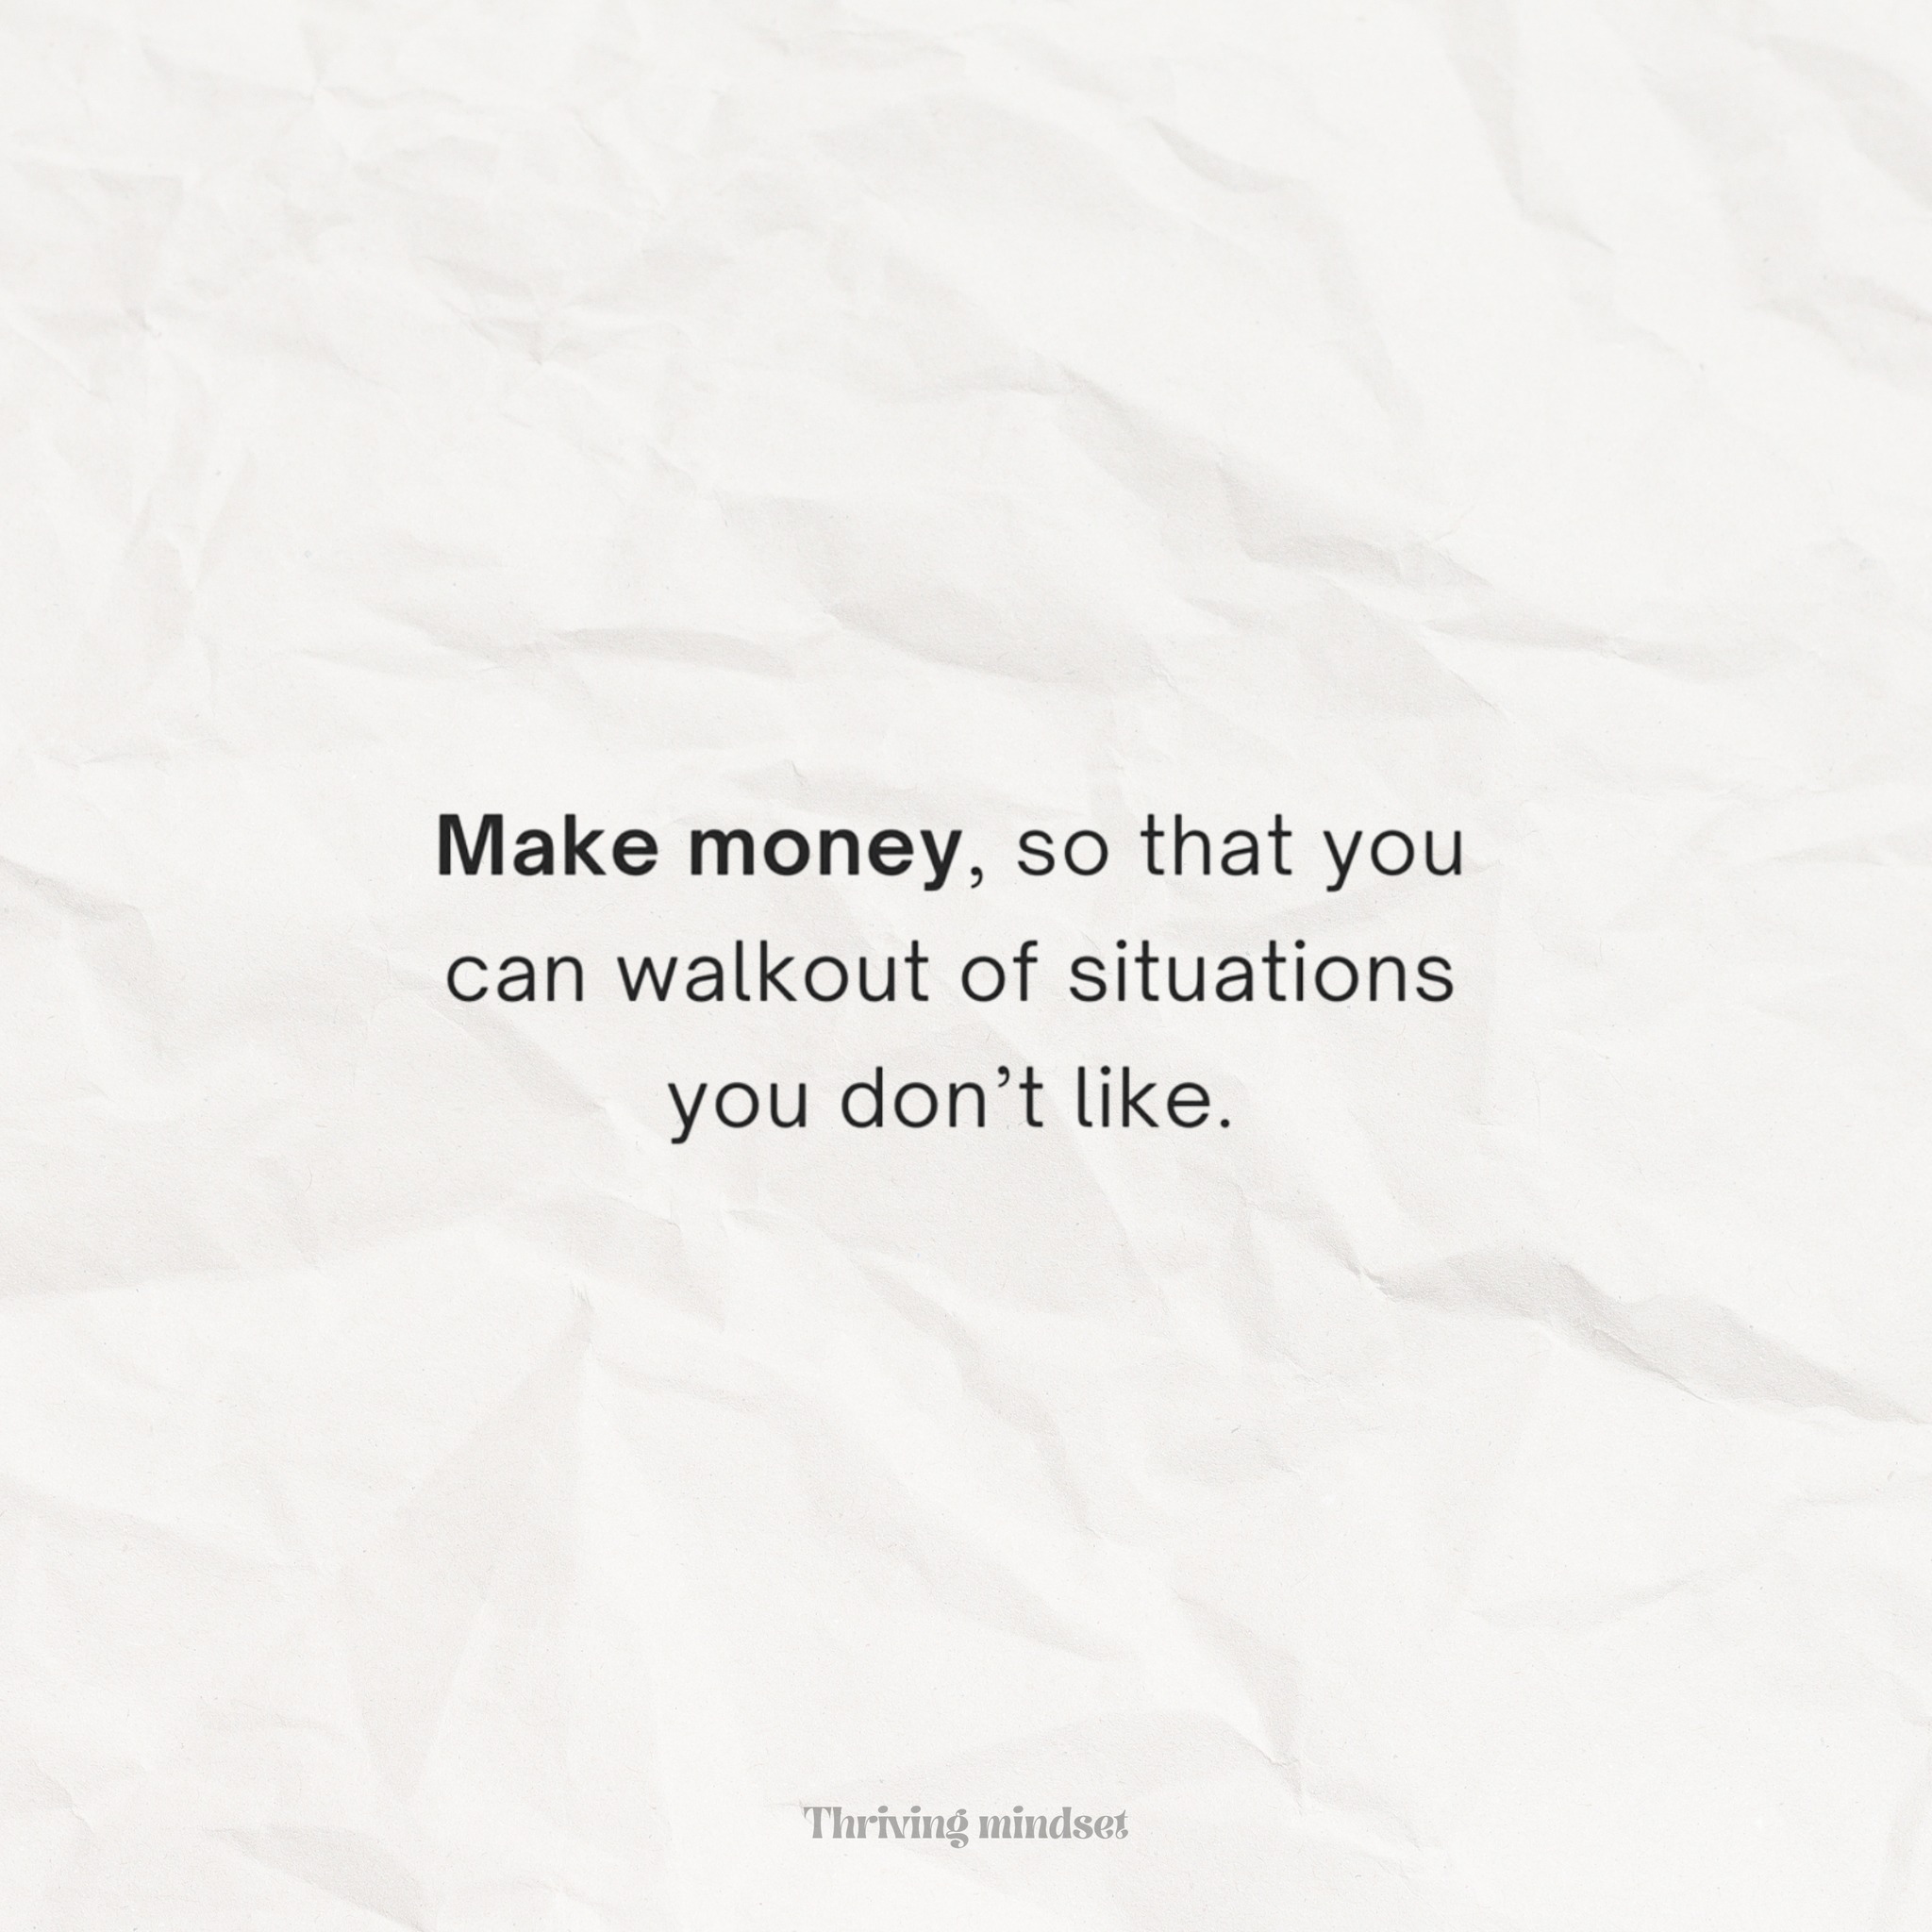 Make money, so that you
can walkout of situations
you don’t like.
Thriving mindset